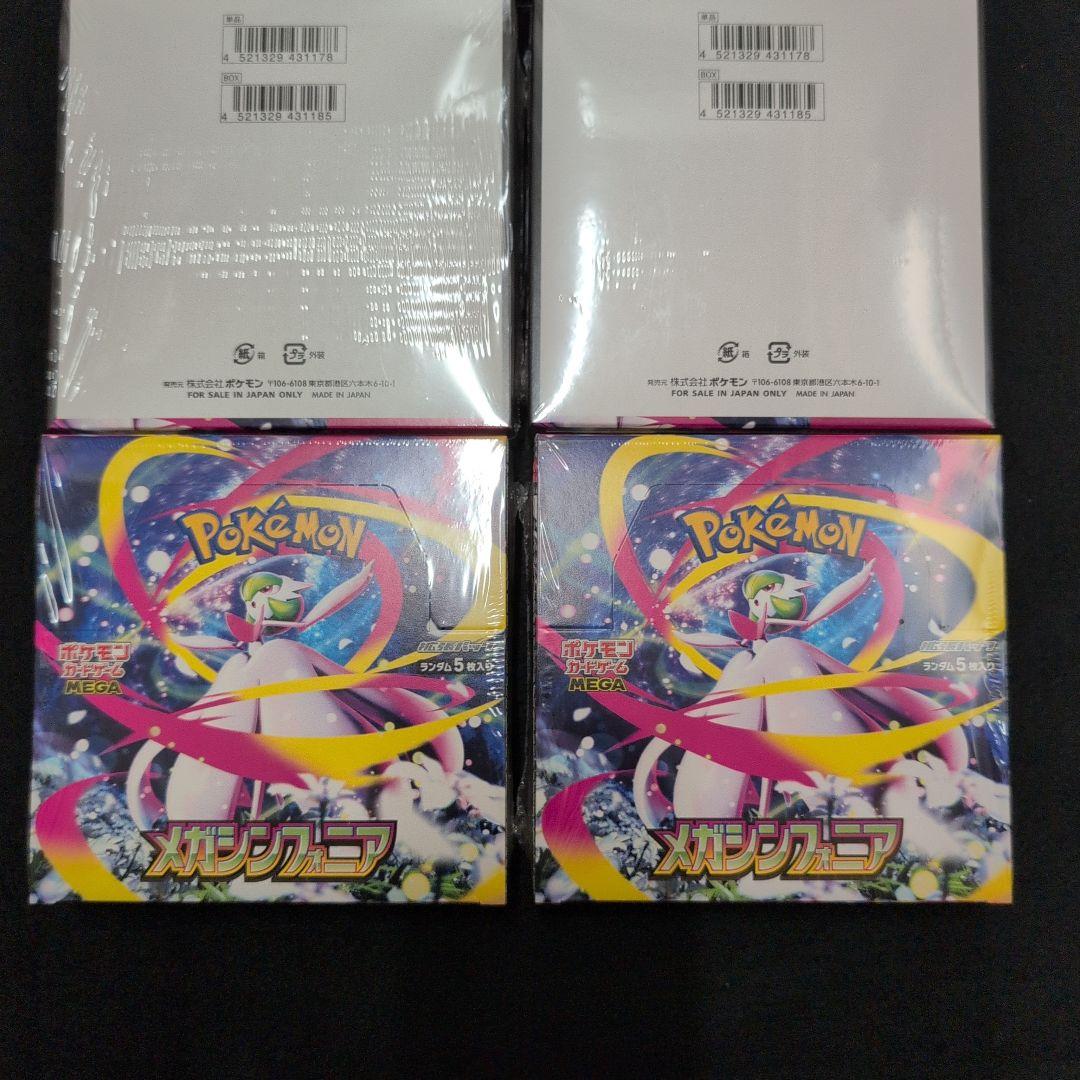 単品
4 521329 431178
BOX
4 521329 431185
紙 箱 プラ 外装
発売元 株式会社 ポケモン 〒106-6108 東京都港区六本木6-10-1
FOR SALE IN JAPAN ONLY MADE IN JAPAN
単品
4 521329 431178
BOX
4 521329 431185
紙 箱 プラ 外装
発売元 株式会社 ポケモン 〒106-6108 東京都港区六本木6-10-1
FOR SALE IN JAPAN ONLY MADE IN JAPAN
POKéMON
ポケモン
カードゲーム
MEGA
拡張パック
ランダム5枚入り
メガシンフォニア
POKéMON
ポケモン
カードゲーム
MEGA
拡張パック
ランダム5枚入り
メガシンフォニア